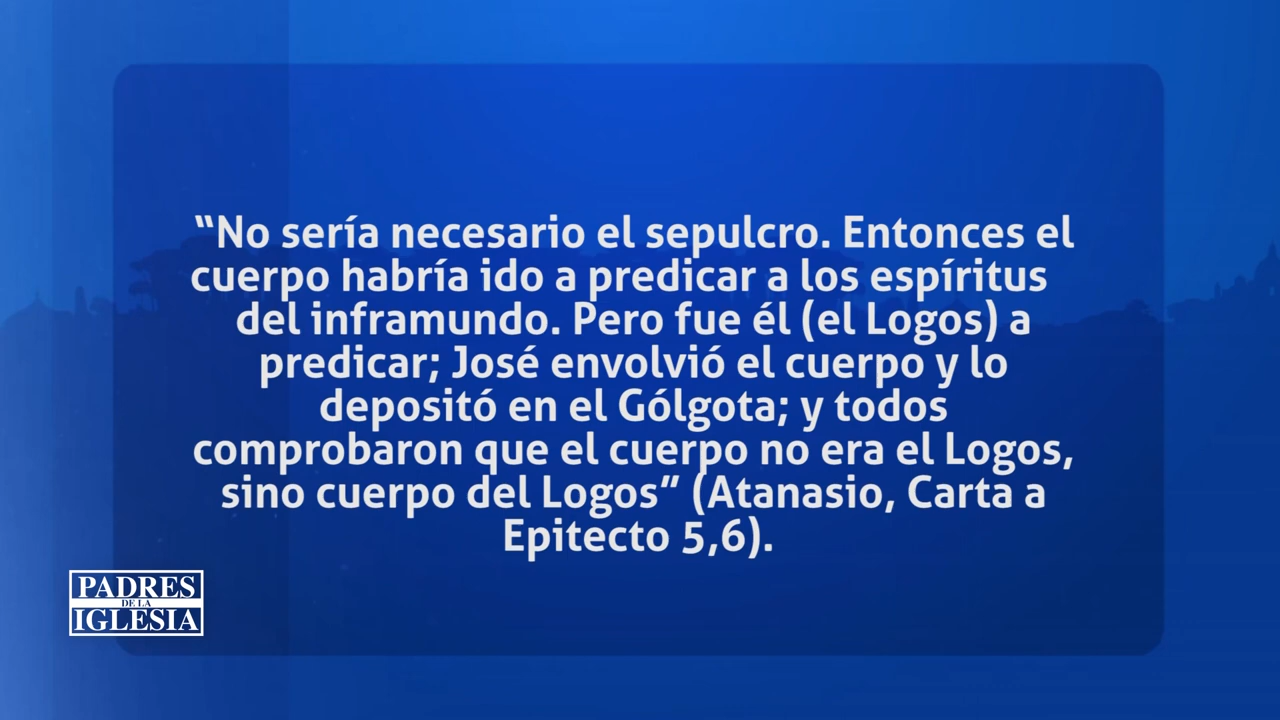 “No sería necesario el sepulcro. Entonces el
cuerpo habría ido a predicar a los espíritus
del inframundo. Pero fue él (el Logos) a
predicar; José envolvió el cuerpo y lo
depositó en el Gólgota; y todos
comprobaron que el cuerpo no era el Logos,
sino cuerpo del Logos” (Atanasio, Carta a
Epitecto 5,6).
PADRES
DE LA
IGLESIA